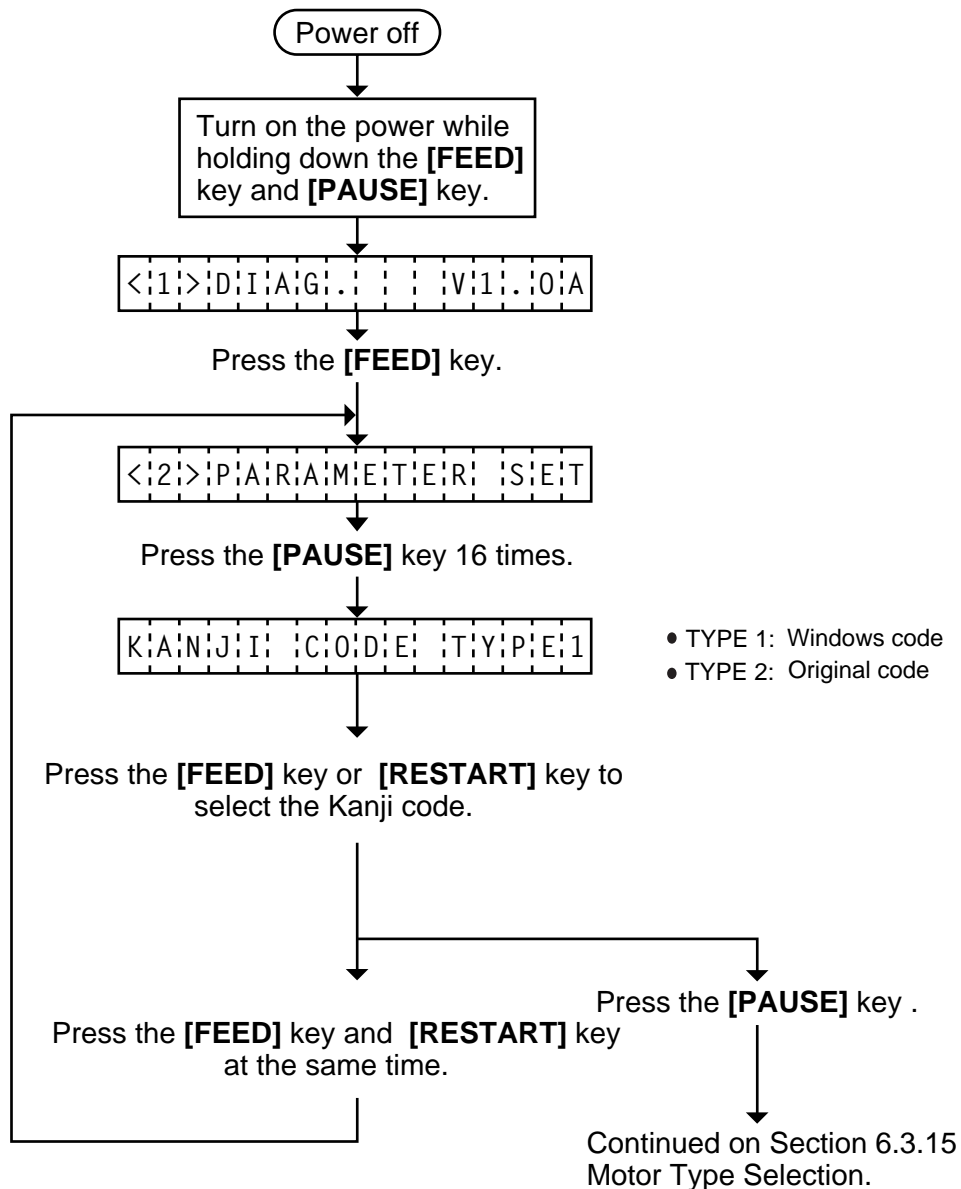 Power off
Turn on the power while
holding down the [FEED]
key and [PAUSE] key.
<1>DIAG.   V1.0A
Press the [FEED] key.
<2>PARAMETER SET
Press the [PAUSE] key 16 times.
KANJI CODE TYPE1
● TYPE 1: Windows code
● TYPE 2: Original code
Press the [FEED] key or [RESTART] key to
select the Kanji code.
Press the [PAUSE] key .
Press the [FEED] key and [RESTART] key
at the same time.
Continued on Section 6.3.15
Motor Type Selection.